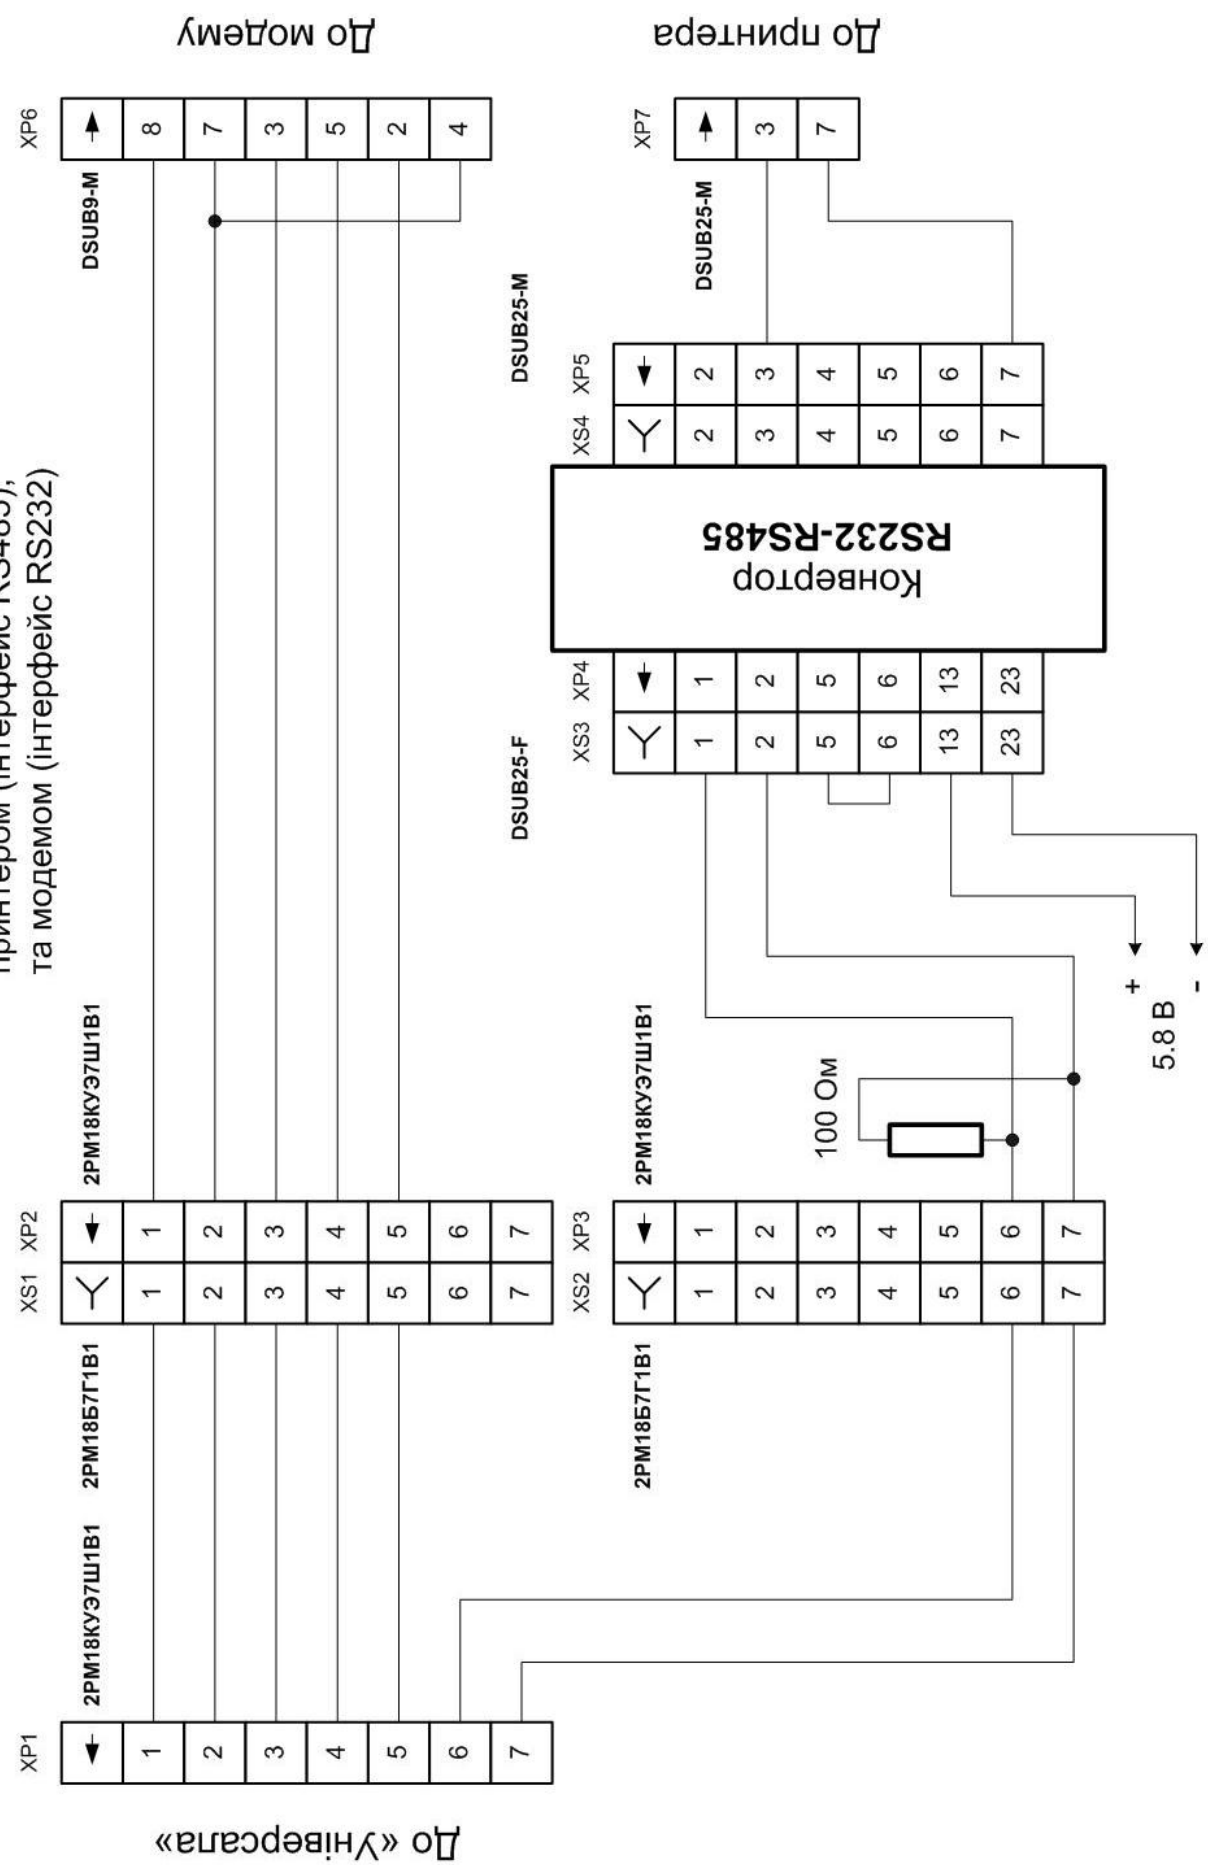 принтером (інтерфейс RS485),
та модемом (інтерфейс RS232)
До «Універсала»
XP1
2РМ18КУЭ7Ш1В1
1
2
3
4
5
6
7
2РМ18Б7Г1В1
XS1 XP2
2РМ18КУЭ7Ш1В1
1 1
2 2
3 3
4 4
5 5
6 6
7 7
XP6
DSUB9-M
8
7
3
5
2
4
До модему
2РМ18Б7Г1В1
XS2 XP3
2РМ18КУЭ7Ш1В1
1 1
2 2
3 3
4 4
5 5
6 6
7 7
100 Ом
+
5.8 В
-
DSUB25-F
XS3 XP4
1 1
2 2
5 5
6 6
13 13
23 23
Конвертор
RS232-RS485
DSUB25-M
XS4 XP5
2 2
3 3
4 4
5 5
6 6
7 7
XP7
DSUB25-M
3
7
До принтера